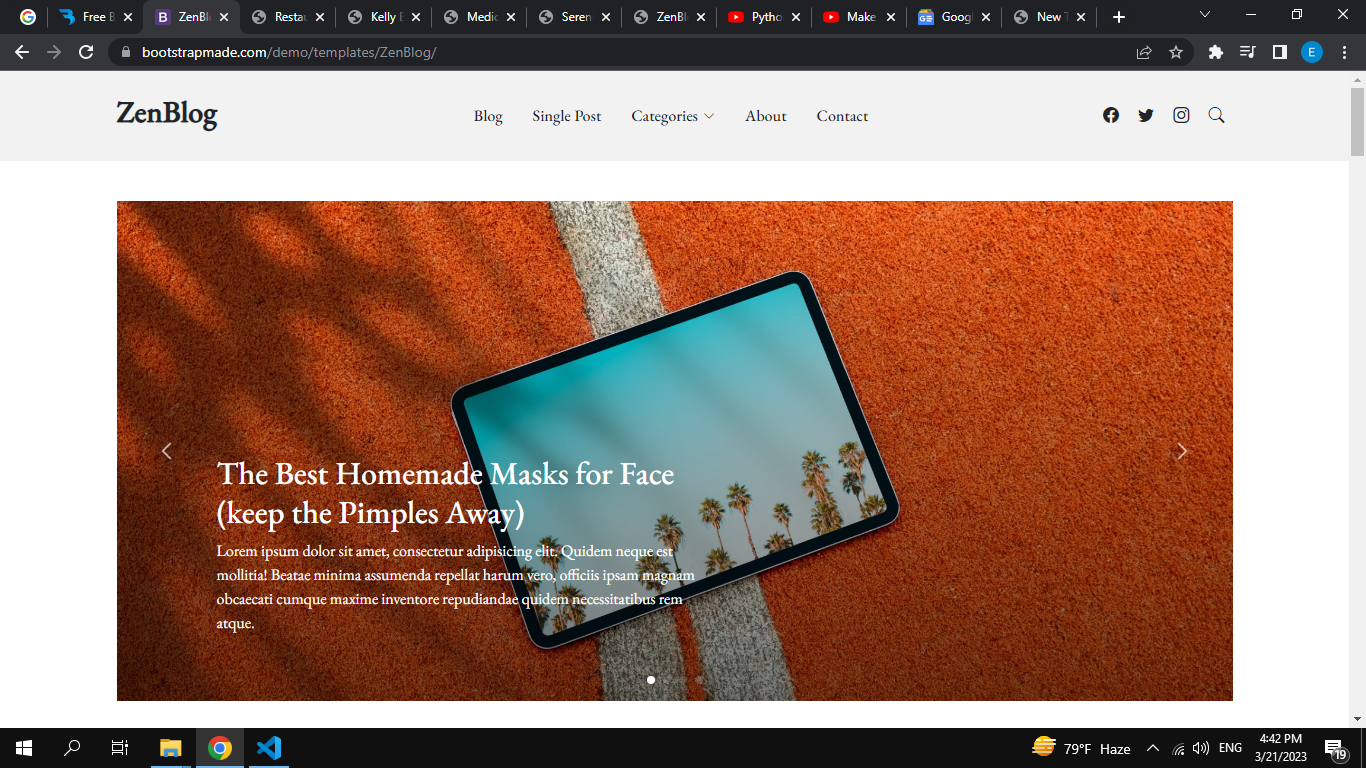 Free B
ZenBl
Restau
Kelly E
Medic
Seren
ZenBl
Pytho
Make
Googl
New T
bootstrapmade.com/demo/templates/ZenBlog/
E
ZenBlog
Blog
Single Post
Categories
About
Contact
The Best Homemade Masks for Face
(keep the Pimples Away)
Lorem ipsum dolor sit amet, consectetur adipisicing elit. Quidem neque est
mollitia! Beatae minima assumenda repellat harum vero, officiis ipsam magnam
obcaecati cumque maxime inventore repudiandae quidem necessitatibus rem
atque.
79°F Haze
ENG
4:42 PM
3/21/2023
19